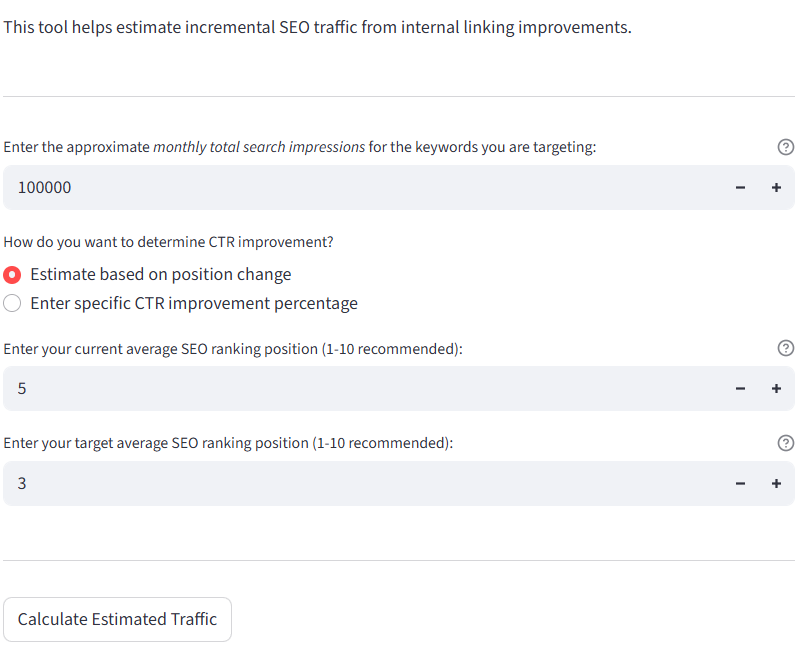 This tool helps estimate incremental SEO traffic from internal linking improvements.
Enter the approximate monthly total search impressions for the keywords you are targeting:
100000
How do you want to determine CTR improvement?
Estimate based on position change
Enter specific CTR improvement percentage
Enter your current average SEO ranking position (1-10 recommended):
5
Enter your target average SEO ranking position (1-10 recommended):
3
Calculate Estimated Traffic